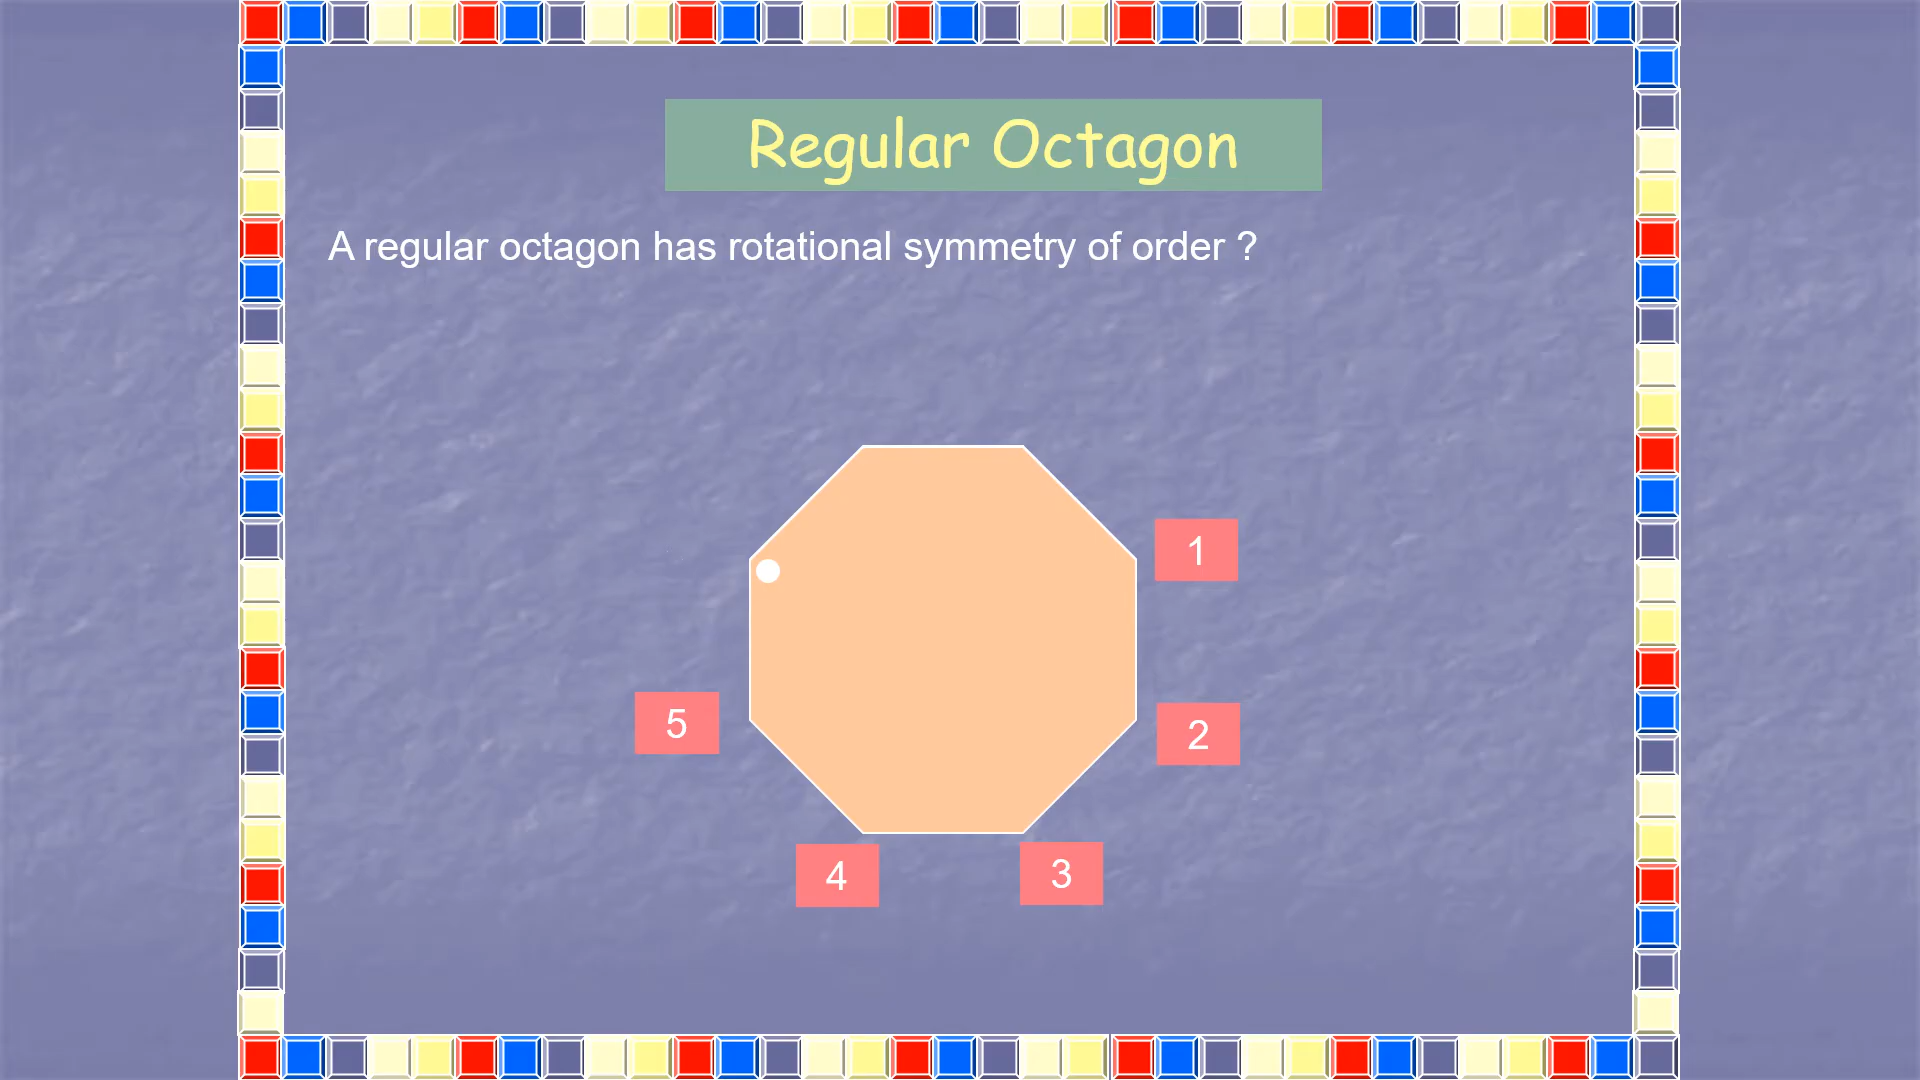 Regular Octagon
A regular octagon has rotational symmetry of order ?
1
5
2
4
3